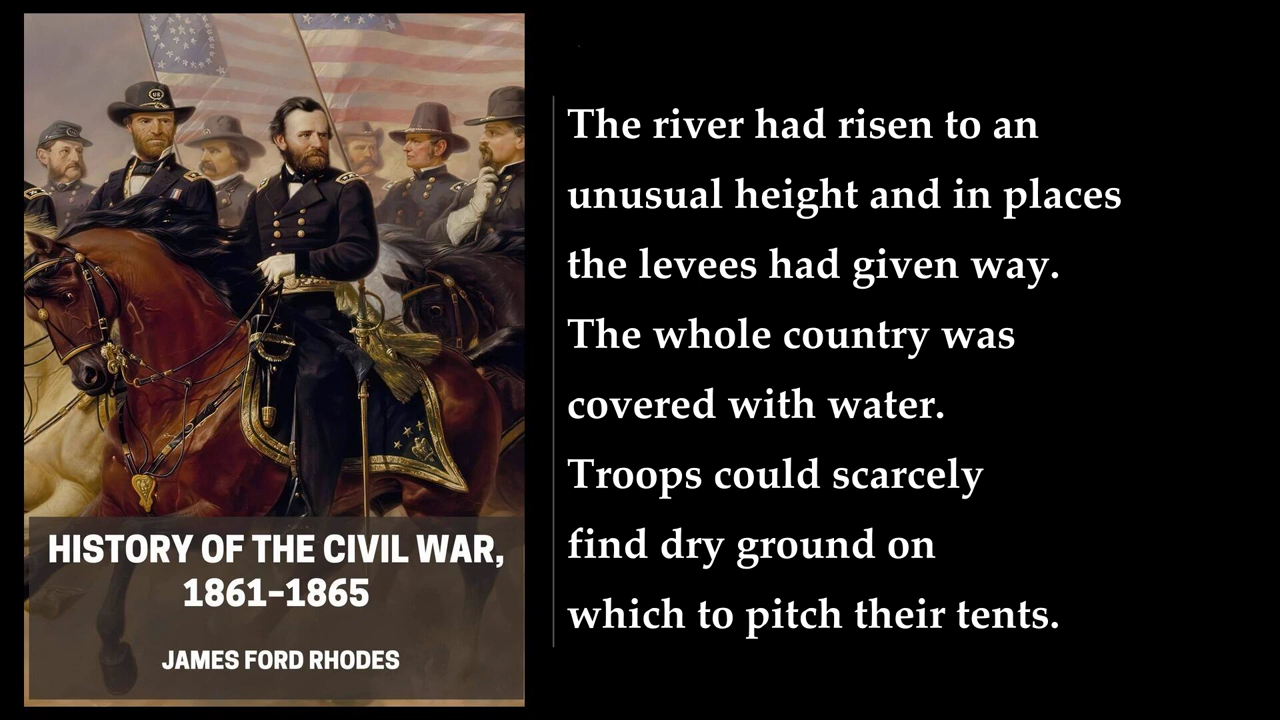 HISTORY OF THE CIVIL WAR,
1861–1865
JAMES FORD RHODES
The river had risen to an
unusual height and in places
the levees had given way.
The whole country was
covered with water.
Troops could scarcely
find dry ground on
which to pitch their tents.